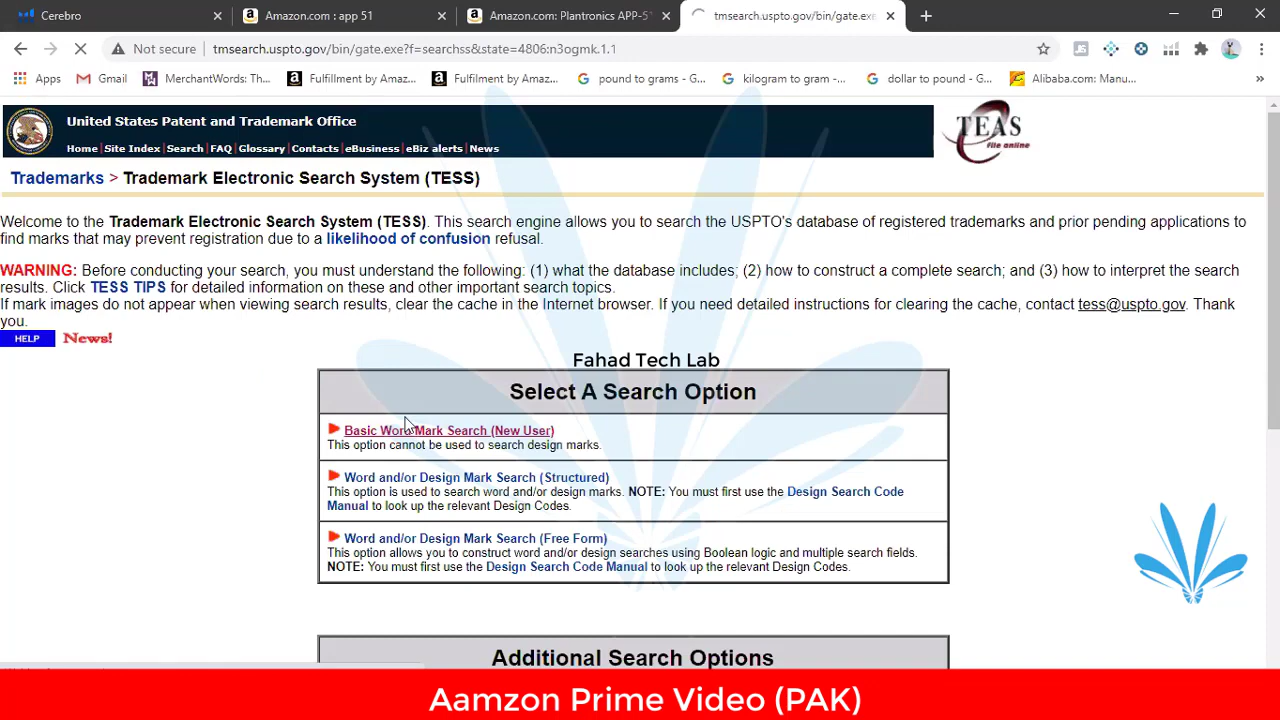 Cerebro
Amazon.com : app 51
Amazon.com: Plantronics APP-5
tmsearch.uspto.gov/bin/gate.exe
Not secure
tmsearch.uspto.gov/bin/gate.exe?f=searchss&state=4806:n3ogmk.1.1
Apps
Gmail
MerchantWords: Th...
Fulfillment by Amaz...
Fulfilment by Amaz...
pound to grams - G...
kilogram to gram -...
dollar to pound - G...
Alibaba.com: Manu...
»
United States Patent and Trademark Office
Home | Site Index | Search | FAQ | Glossary | Contacts | eBusiness | eBiz alerts | News
TEAS
file online
Trademarks > Trademark Electronic Search System (TESS)
Welcome to the Trademark Electronic Search System (TESS). This search engine allows you to search the USPTO's database of registered trademarks and prior pending applications to
find marks that may prevent registration due to a likelihood of confusion refusal.
WARNING: Before conducting your search, you must understand the following: (1) what the database includes; (2) how to construct a complete search; and (3) how to interpret the search
results. Click TESS TIPS for detailed information on these and other important search topics.
If mark images do not appear when viewing search results, clear the cache in the Internet browser. If you need detailed instructions for clearing the cache, contact tess@uspto.gov. Thank
you.
HELP News!
Fahad Tech Lab
Select A Search Option
Basic Word Mark Search (New User)
This option cannot be used to search design marks.
Word and/or Design Mark Search (Structured)
This option is used to search word and/or design marks. NOTE: You must first use the Design Search Code
Manual to look up the relevant Design Codes.
Word and/or Design Mark Search (Free Form)
This option allows you to construct word and/or design searches using Boolean logic and multiple search fields.
NOTE: You must first use the Design Search Code Manual to look up the relevant Design Codes.
Additional Search Options
Aamzon Prime Video (PAK)